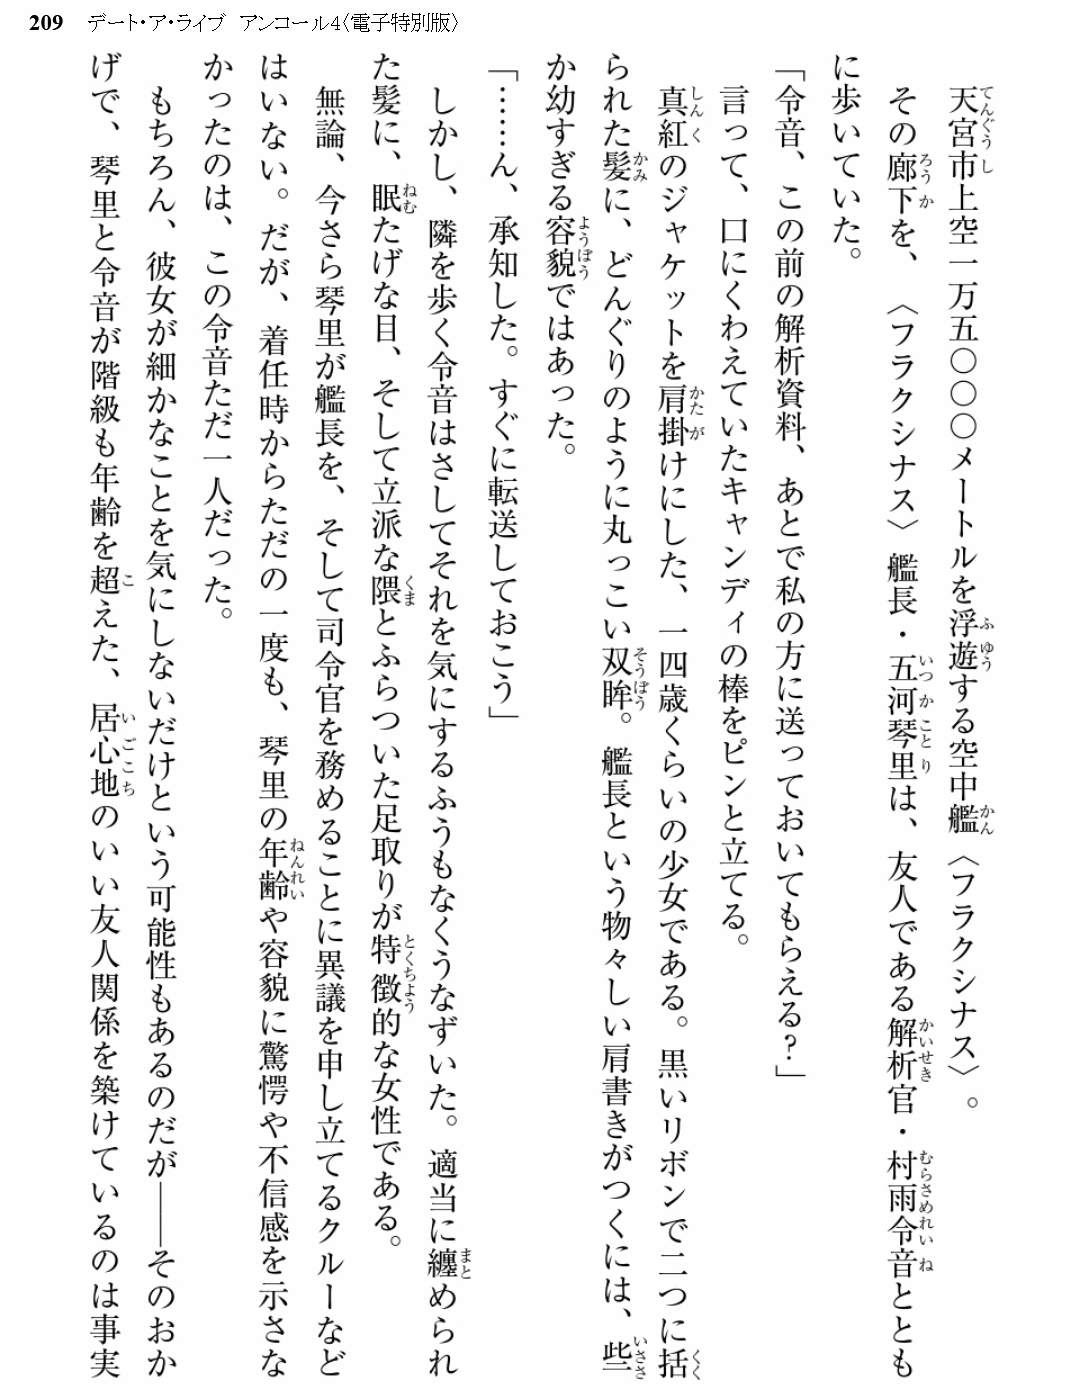 209 デート・ア・ライブ アンコール4〈電子特別版〉
天宮市上空一万五〇〇〇メートルを浮遊する空中艦〈フラクシナス〉。
その廊下を、〈フラクシナス〉艦長・五河琴里は、友人である解析官・村雨令音ととも
に歩いていた。
「令音、この前の解析資料、あとで私の方に送っておいてもらえる？」
言って、口にくわえていたキャンディの棒をピンと立てる。
真紅のジャケットを肩掛けにした、一四歳くらいの少女である。黒いリボンで二つに括
られた髪に、どんぐりのように丸っこい双眸。艦長という物々しい肩書きがつくには、些
か幼すぎる容貌ではあった。
「……ん、承知した。すぐに転送しておこう」
しかし、隣を歩く令音はさしてそれを気にするふうもなくうなずいた。適当に纏められ
た髪に、眠たげな目、そして立派な隈とふらついた足取りが特徴的な女性である。
無論、今さら琴里が艦長を、そして司令官を務めることに異議を申し立てるクルーなど
はいない。だが、着任時からただの一度も、琴里の年齢や容貌に驚愕や不信感を示さな
かったのは、この令音ただ一人だった。
もちろん、彼女が細かなことを気にしないだけという可能性もあるのだが――そのおか
げで、琴里と令音が階級も年齢を超えた、居心地のいい友人関係を築けているのは事実